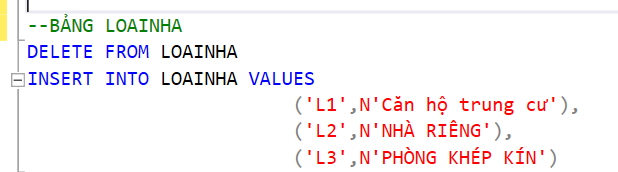 --BẢNG LOAINHA
DELETE FROM LOAINHA
INSERT INTO LOAINHA VALUES
('L1',N'Căn hộ trung cư'),
('L2',N'NHÀ RIÊNG'),
('L3',N'PHÒNG KHÉP KÍN')